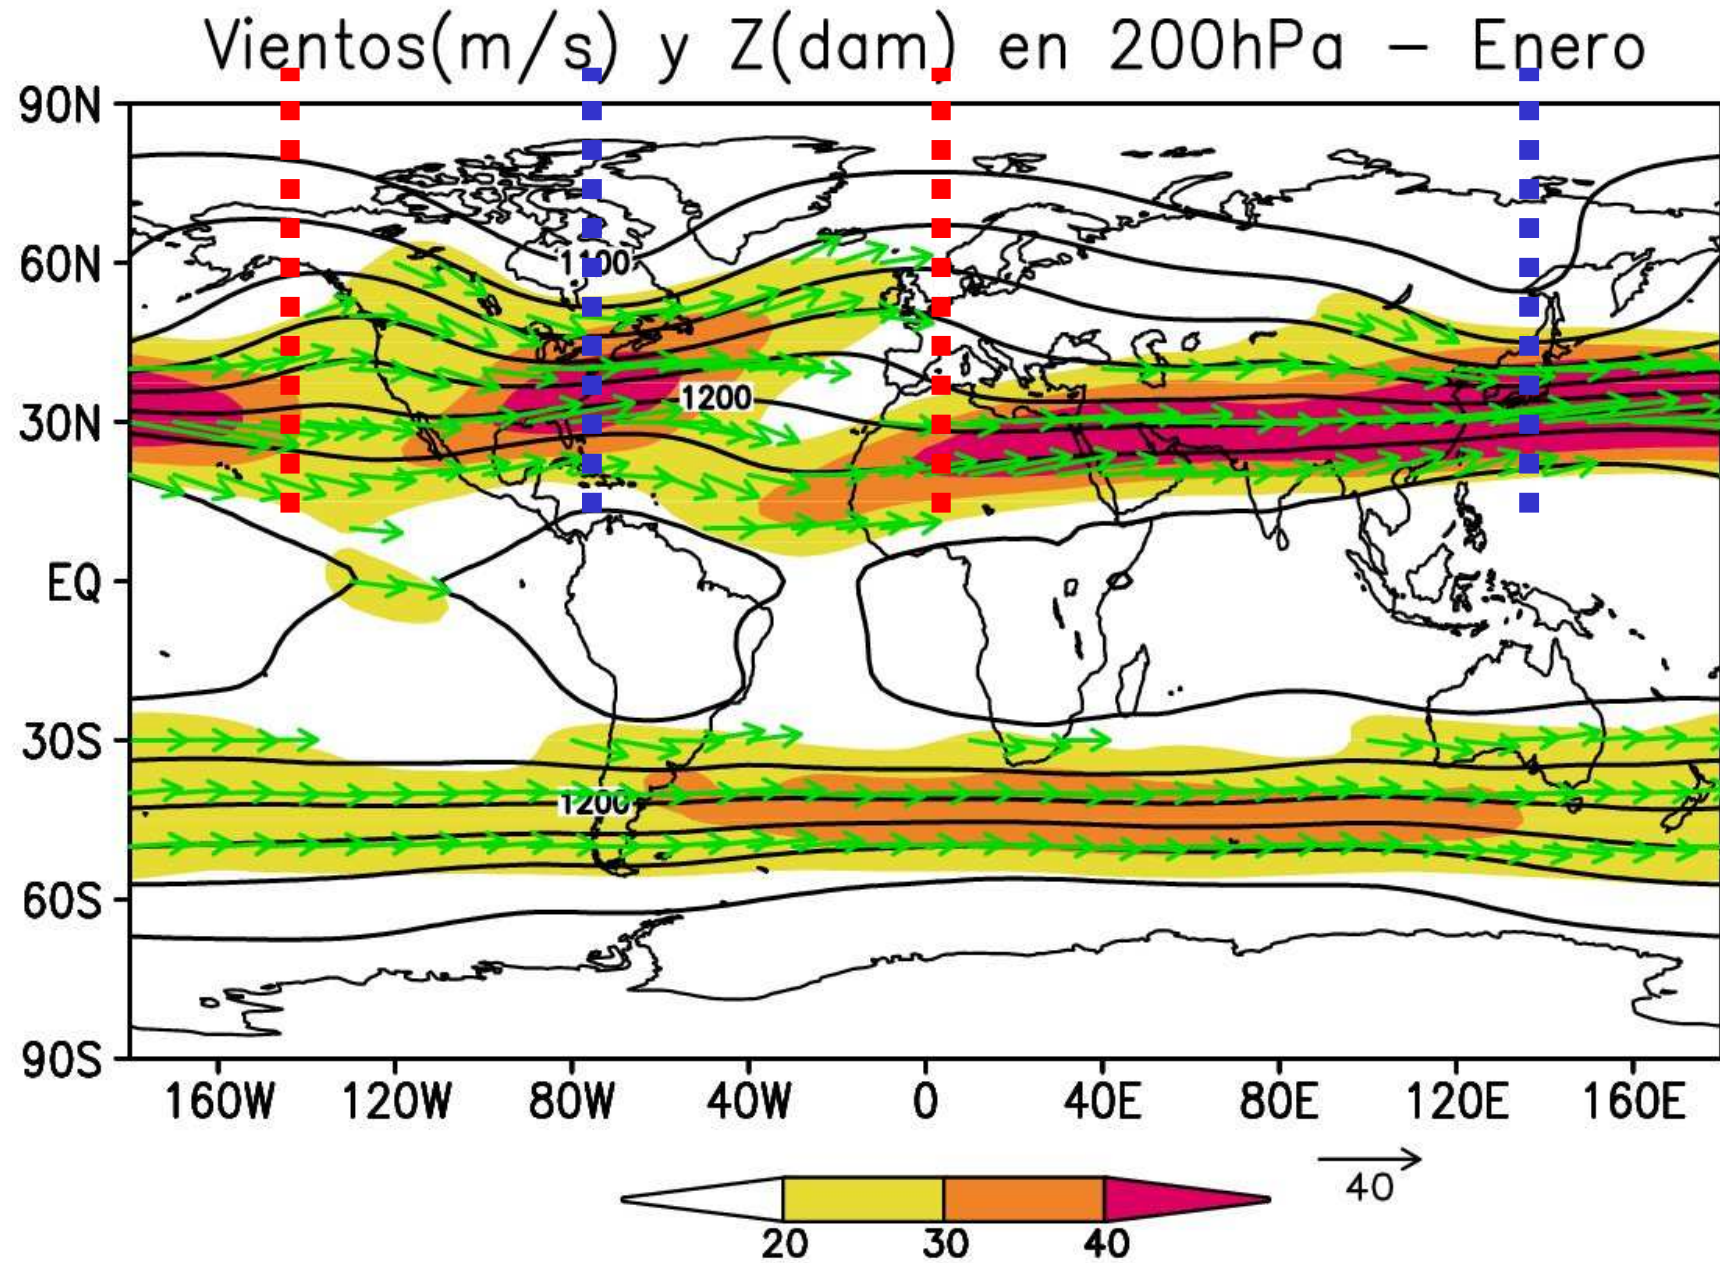 Vientos(m/s) y Z(dam) en 200hPa – Enero
90N
60N
30N
EQ
30S
60S
90S
1100
1200
1200
160W 120W 80W 40W 0 40E 80E 120E 160E
40
20 30 40